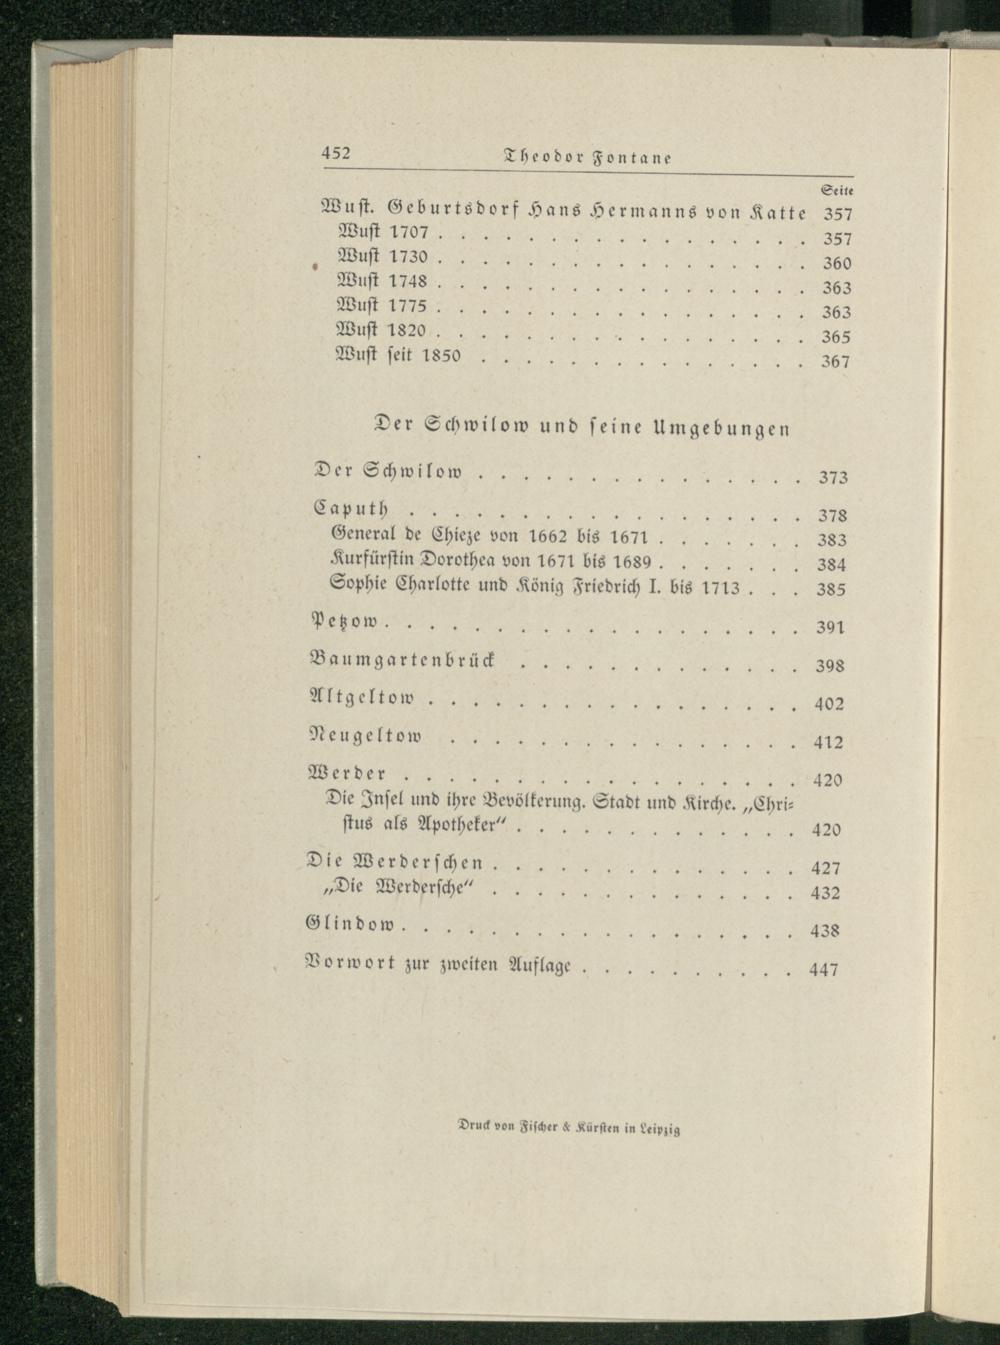 452 Theodor Fontane
Seite
Wust. Geburtsdorf Hans Hermanns von Katte 357
Wust 1707 . . . . . . . . . . . . . . . . . 357
Wust 1730 . . . . . . . . . . . . . . . . . 360
Wust 1748 . . . . . . . . . . . . . . . . . 363
Wust 1775 . . . . . . . . . . . . . . . . . 363
Wust 1820 . . . . . . . . . . . . . . . . . 365
Wust seit 1850 . . . . . . . . . . . . . . . 367
Der Schwilow und seine Umgebungen
Der Schwilow . . . . . . . . . . . . . . . 373
Caputh . . . . . . . . . . . . . . . . . . 378
General de Chieze von 1662 bis 1671 . . . . . . . 383
Kurfürstin Dorothea von 1671 bis 1689 . . . . . . . 384
Sophie Charlotte und König Friedrich I. bis 1713 . . . 385
Petzow . . . . . . . . . . . . . . . . . . . 391
Baumgartenbrück . . . . . . . . . . . . . 398
Altgeltow . . . . . . . . . . . . . . . . . 402
Neugeltow . . . . . . . . . . . . . . . . 412
Werder . . . . . . . . . . . . . . . . . . 420
Die Insel und ihre Bevölkerung. Stadt und Kirche. „Chri-
stus als Apotheker“ . . . . . . . . . . . . . 420
Die Werderschen . . . . . . . . . . . . . . 427
„Die Werdersche“ . . . . . . . . . . . . . . 432
Glindow . . . . . . . . . . . . . . . . . . 438
Vorwort zur zweiten Auflage . . . . . . . . . . 447
Druck von Fischer & Kürsten in Leipzig